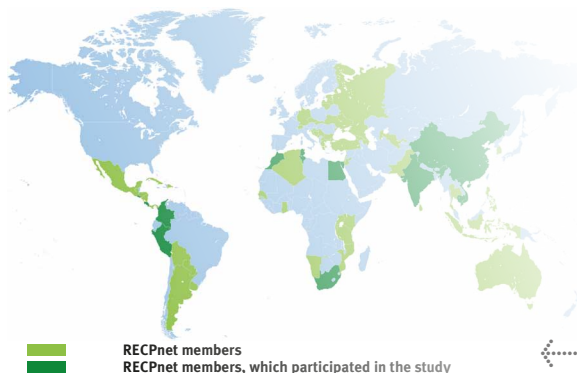 RECPnet members
RECPnet members, which participated in the study